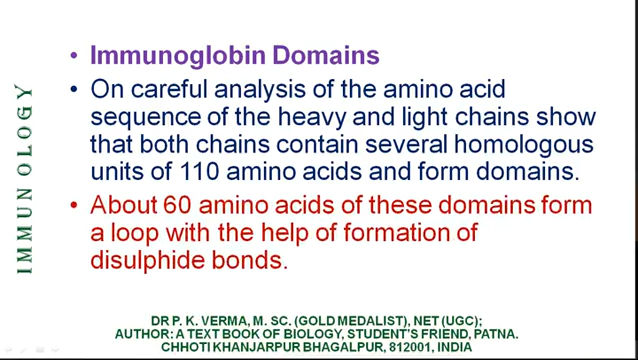 • Immunoglobin Domains
• On careful analysis of the amino acid
sequence of the heavy and light chains show
that both chains contain several homologous
units of 110 amino acids and form domains.
• About 60 amino acids of these domains form
a loop with the help of formation of
disulphide bonds.
IMMUNOLOGY
DR P. K. VERMA, M. SC. (GOLD MEDALIST), NET (UGC);
AUTHOR: A TEXT BOOK OF BIOLOGY, STUDENT'S FRIEND, PATNA.
CHHOTI KHANJARPUR BHAGALPUR, 812001, INDIA